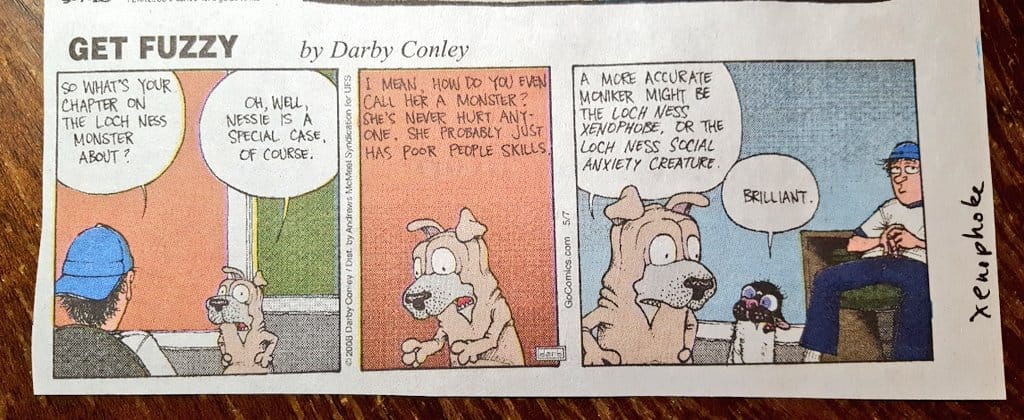 GET FUZZY by Darby Conley
SO WHAT'S YOUR
CHAPTER ON
THE LOCH NESS
MONSTER
ABOUT?
OH, WELL,
NESSIE IS A
SPECIAL CASE,
OF COURSE.
© 2008 Darby Conley / Dist. by Andrews McMeel Syndication for UFS
I MEAN, HOW DO YOU EVEN
CALL HER A MONSTER?
SHE'S NEVER HURT ANY-
ONE. SHE PROBABLY JUST
HAS POOR PEOPLE SKILLS.
GoComics.com 5/7
A MORE ACCURATE
MONIKER MIGHT BE
THE LOCH NESS
XENOPHOBE, OR THE
LOCH NESS SOCIAL
ANXIETY CREATURE.
BRILLIANT.
xenophobe